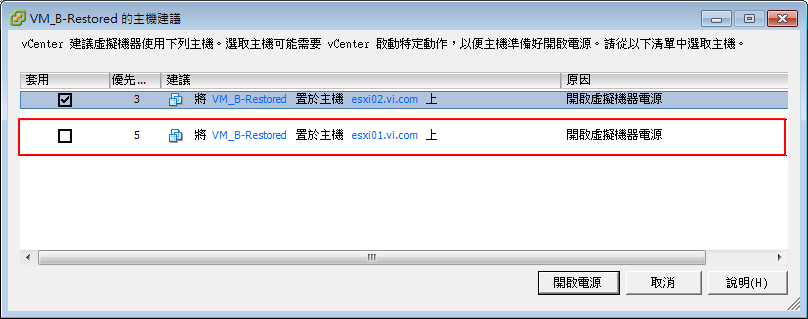 VM_B-Restored 的主機建議
vCenter 建議虛擬機器使用下列主機。選取主機可能需要 vCenter 啟動特定動作，以便主機準備好開啟電源。請從以下清單中選取主機。
套用 優先... 建議 原因
3 將 VM_B-Restored 置於主機 esxi02.vi.com 上 開啟虛擬機器電源
5 將 VM_B-Restored 置於主機 esxi01.vi.com 上 開啟虛擬機器電源
開啟電源 取消 說明(H)